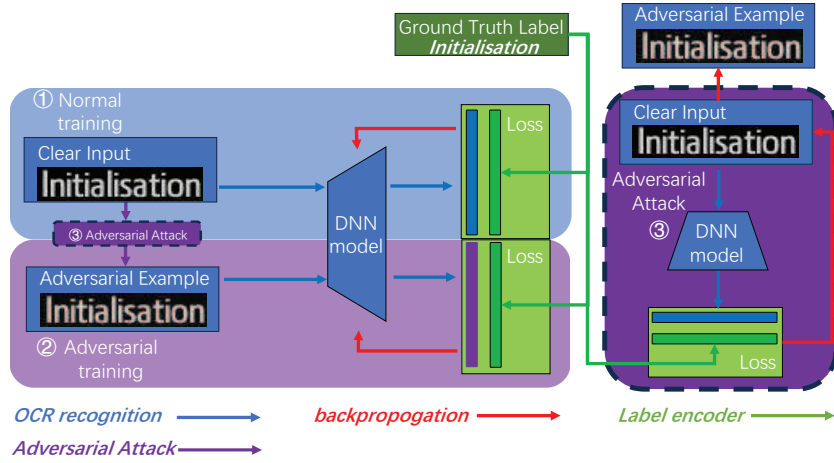 Ground Truth Label
Initialisation
Adversarial Example
Initialisation
① Normal
training
Clear Input
Initialisation
③ Adversarial Attack
Adversarial Example
Initialisation
② Adversarial
training
DNN
model
Loss
Loss
Clear Input
Initialisation
Adversarial
Attack
③
DNN
model
Loss
OCR recognition
backpropogation
Label encoder
Adversarial Attack